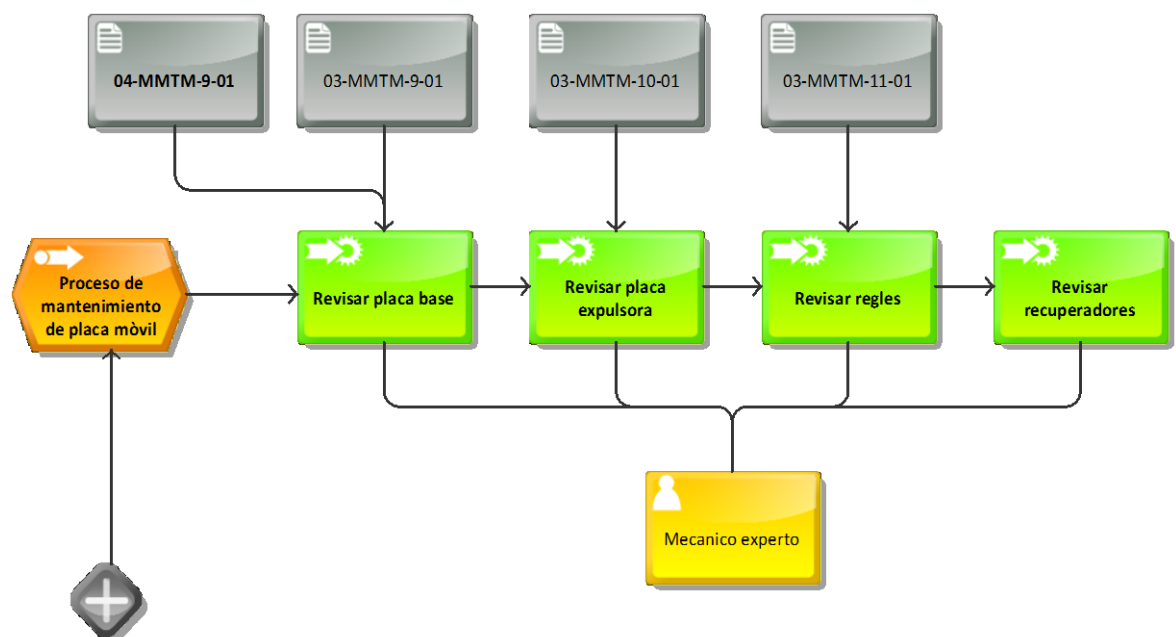 04-MMTM-9-01
03-MMTM-9-01
03-MMTM-10-01
03-MMTM-11-01
Proceso de
mantenimiento
de placa mòvil
Revisar placa base
Revisar placa
expulsora
Revisar regles
Revisar
recuperadores
Mecanico experto